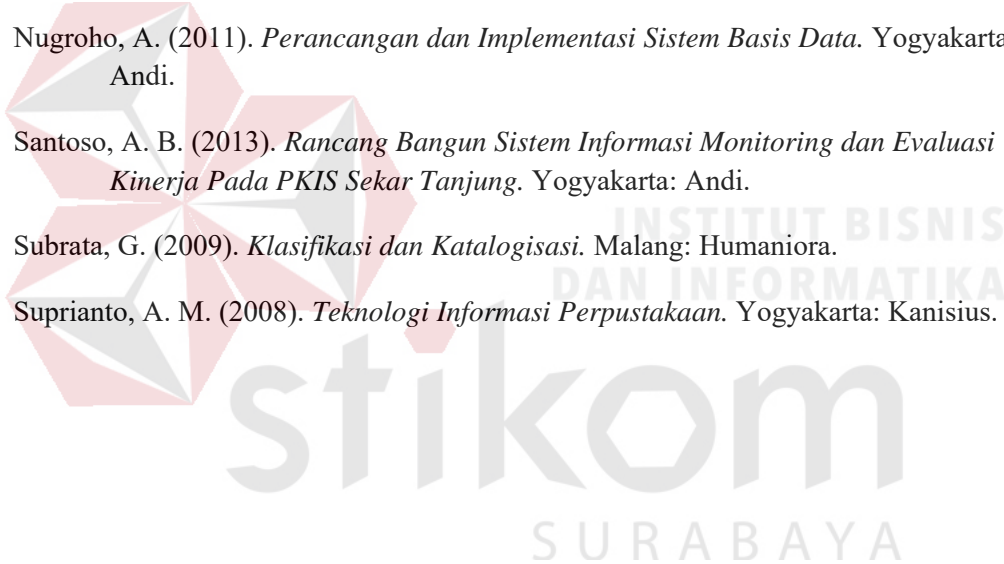 Nugroho, A. (2011). Perancangan dan Implementasi Sistem Basis Data. Yogyakarta
Andi.
Santoso, A. B. (2013). Rancang Bangun Sistem Informasi Monitoring dan Evaluasi
Kinerja Pada PKIS Sekar Tanjung. Yogyakarta: Andi.
Subrata, G. (2009). Klasifikasi dan Katalogisasi. Malang: Humaniora.
Suprianto, A. M. (2008). Teknologi Informasi Perpustakaan. Yogyakarta: Kanisius.
INSTITUT BISNIS
DAN INFORMATIKA
stikom
SURABAYA